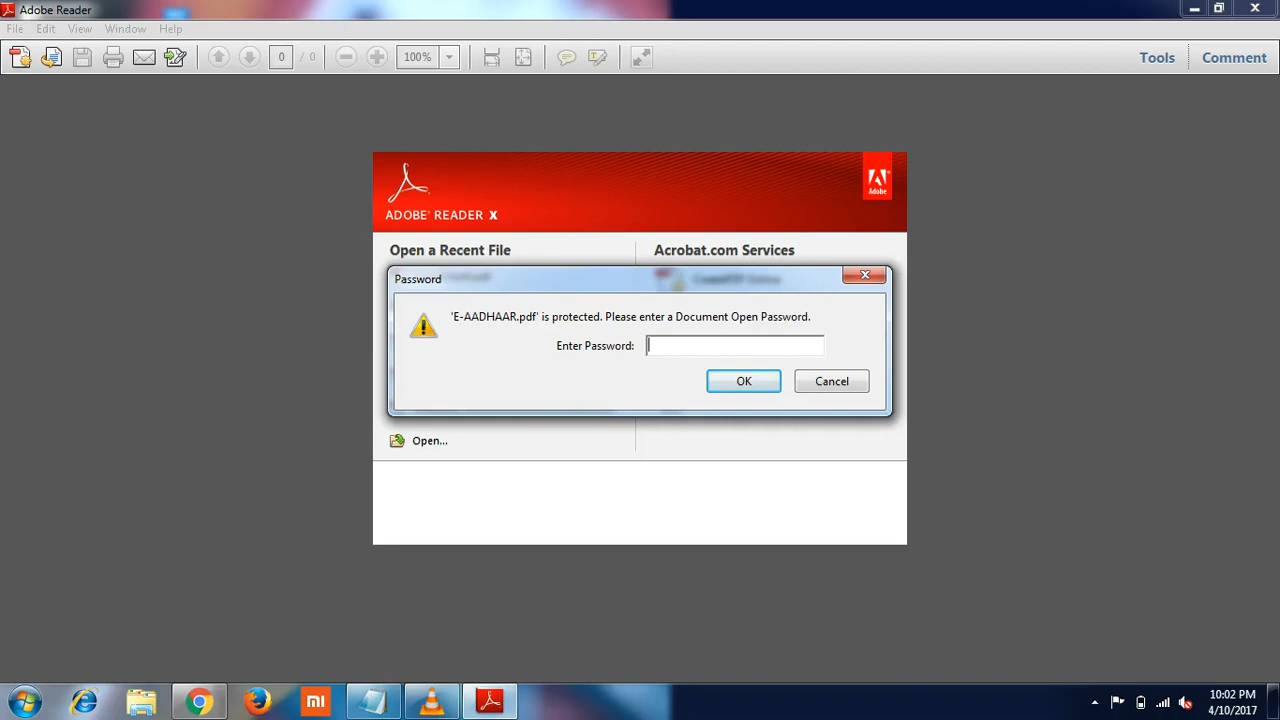 Adobe Reader
File Edit View Window Help
0 / 0 100% Tools Comment
Adobe
ADOBE® READER X
Open a Recent File Acrobat.com Services
Password
'E-AADHAAR.pdf' is protected. Please enter a Document Open Password.
Enter Password:
OK Cancel
Open...
mi
10:02 PM
4/10/2017